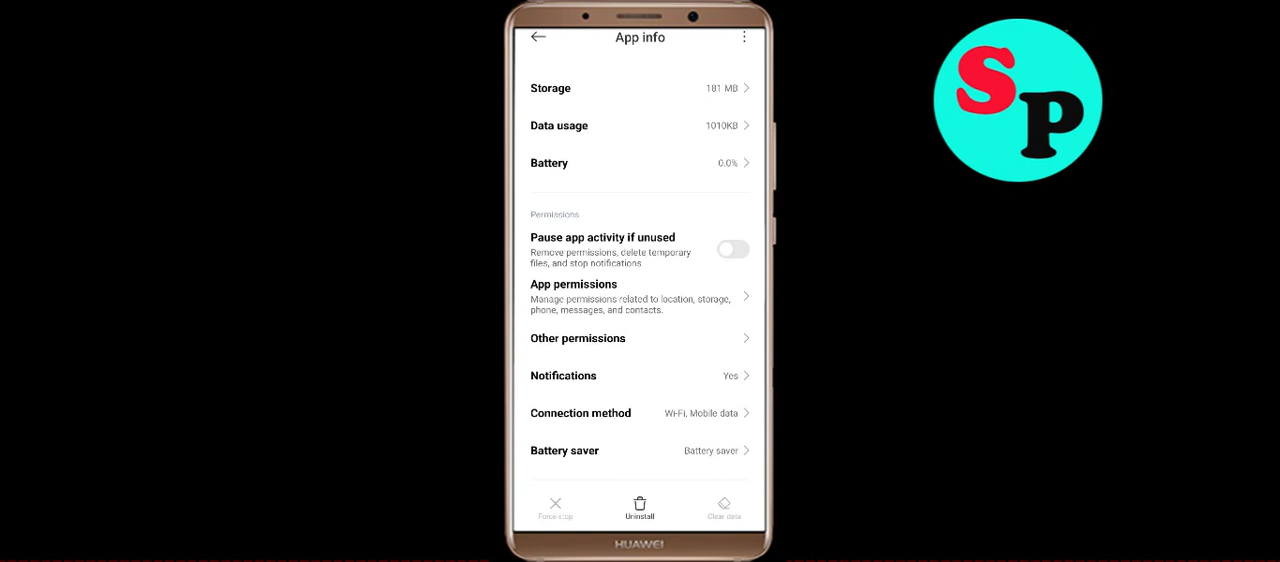 App info
Storage 181 MB
Data usage 1010KB
Battery 0.0%
Permissions
Pause app activity if unused
Remove permissions, delete temporary
files, and stop notifications
App permissions
Manage permissions related to location, storage,
phone, messages, and contacts.
Other permissions
Notifications Yes
Connection method Wi-Fi, Mobile data
Battery saver Battery saver
Force stop Uninstall Clear data
HUAWEI
SP